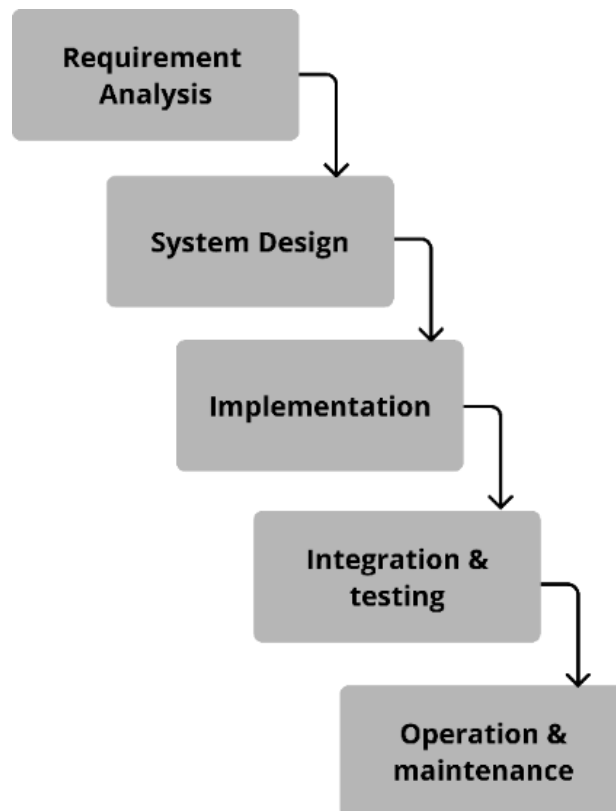 Requirement
Analysis
System Design
Implementation
Integration &
testing
Operation &
maintenance